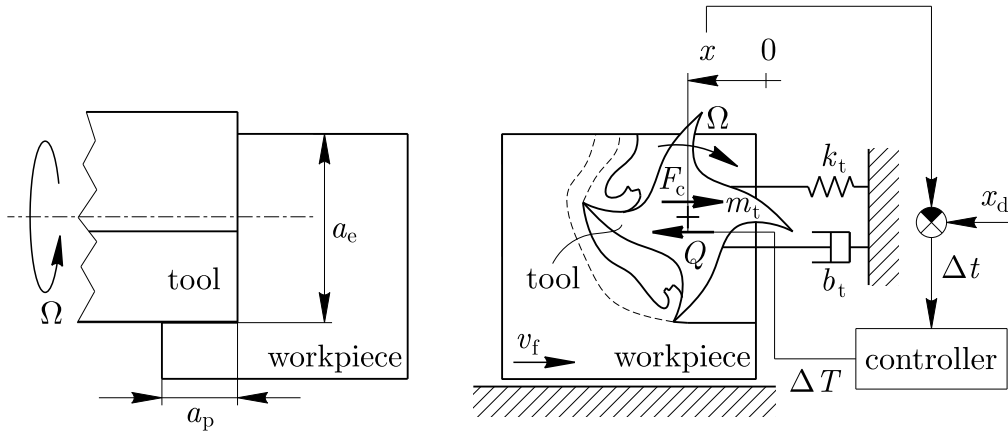 Ω
tool
a_e
workpiece
a_p
x
0
Ω
F_c
m_t
Q
tool
v_f
workpiece
k_t
b_t
x_d
Δt
controller
ΔT